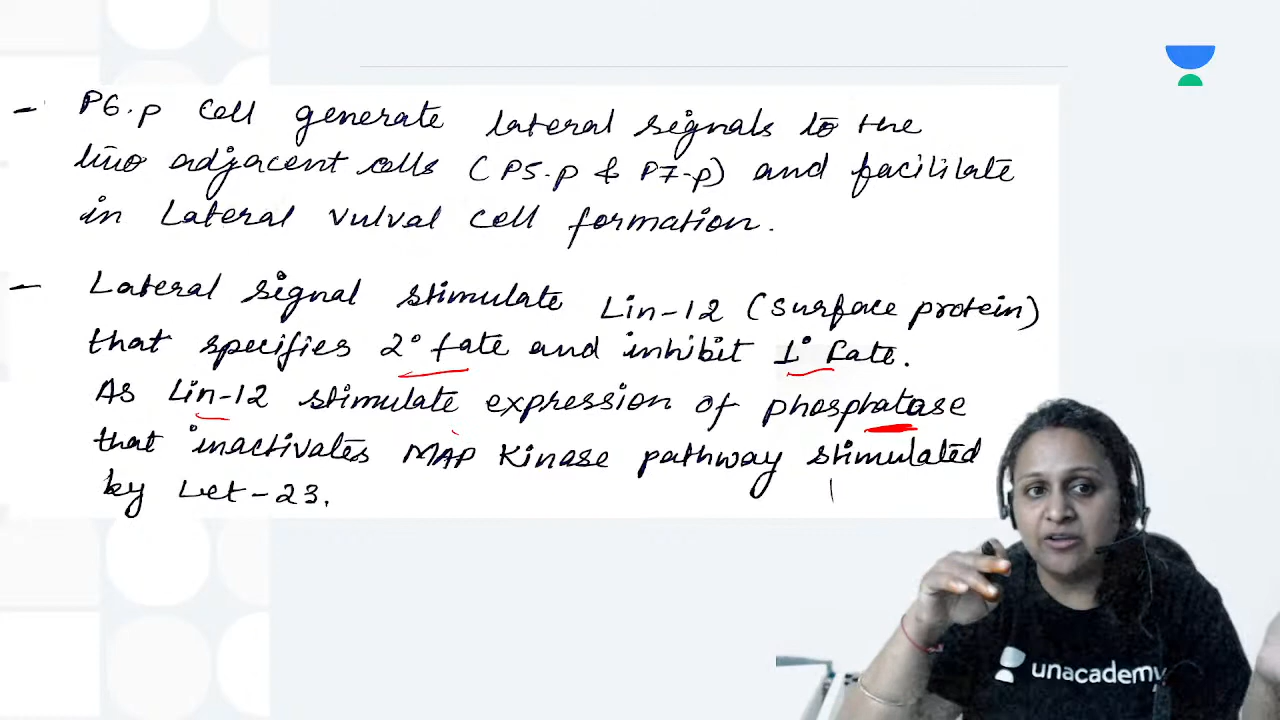 - P6.p cell generate lateral signals to the
two adjacent cells (P5.p & P7.p) and facilitate
in Lateral vulval cell formation.
- Lateral signal stimulate Lin-12 (surface protein)
that specifies 2° fate and inhibit 1° Fate.
As Lin-12 stimulate expression of phosphatase
that inactivates MAP Kinase pathway stimulated
by Let-23.
unacademy